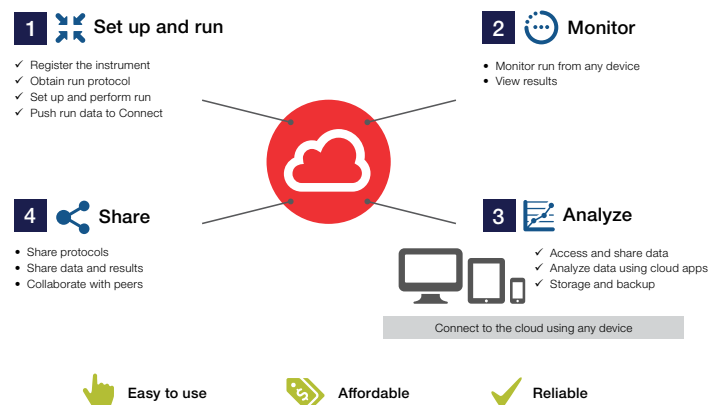 1 Set up and run
✓ Register the instrument
✓ Obtain run protocol
✓ Set up and perform run
✓ Push run data to Connect
2 Monitor
• Monitor run from any device
• View results
4 Share
• Share protocols
• Share data and results
• Collaborate with peers
3 Analyze
✓ Access and share data
✓ Analyze data using cloud apps
✓ Storage and backup
Connect to the cloud using any device
Easy to use
$ Affordable
Reliable